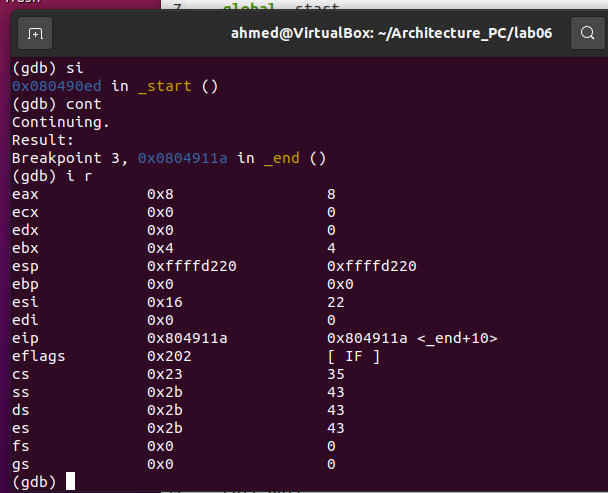 7 global _start
ahmed@VirtualBox: ~/Architecture_PC/lab06
(gdb) si
0x080490ed in _start ()
(gdb) cont
Continuing.
Result:
Breakpoint 3, 0x0804911a in _end ()
(gdb) i r
eax 0x8 8
ecx 0x0 0
edx 0x0 0
ebx 0x4 4
esp 0xffffd220 0xffffd220
ebp 0x0 0x0
esi 0x16 22
edi 0x0 0
eip 0x804911a 0x804911a <_end+10>
eflags 0x202 [ IF ]
cs 0x23 35
ss 0x2b 43
ds 0x2b 43
es 0x2b 43
fs 0x0 0
gs 0x0 0
(gdb)